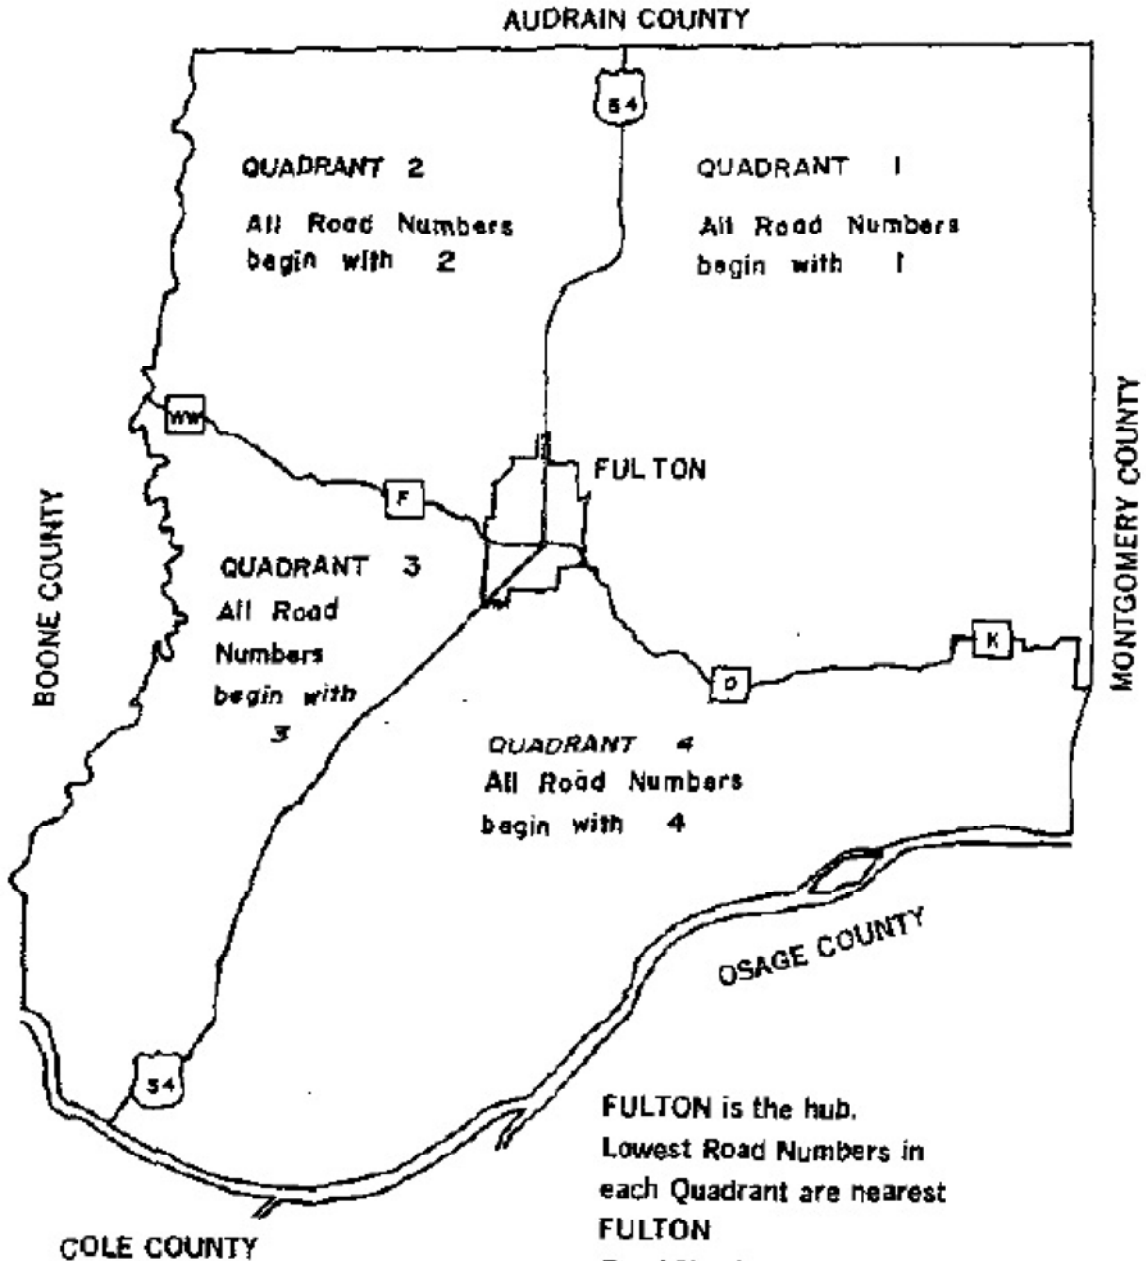 AUDRAIN COUNTY
54
QUADRANT 2
All Road Numbers
begin with 2
QUADRANT 1
All Road Numbers
begin with 1
WW
F
FULTON
BOONE COUNTY
MONTGOMERY COUNTY
QUADRANT 3
All Road
Numbers
begin with
3
K
D
QUADRANT 4
All Road Numbers
begin with 4
OSAGE COUNTY
54
FULTON is the hub.
Lowest Road Numbers in
each Quadrant are nearest
FULTON
COLE COUNTY